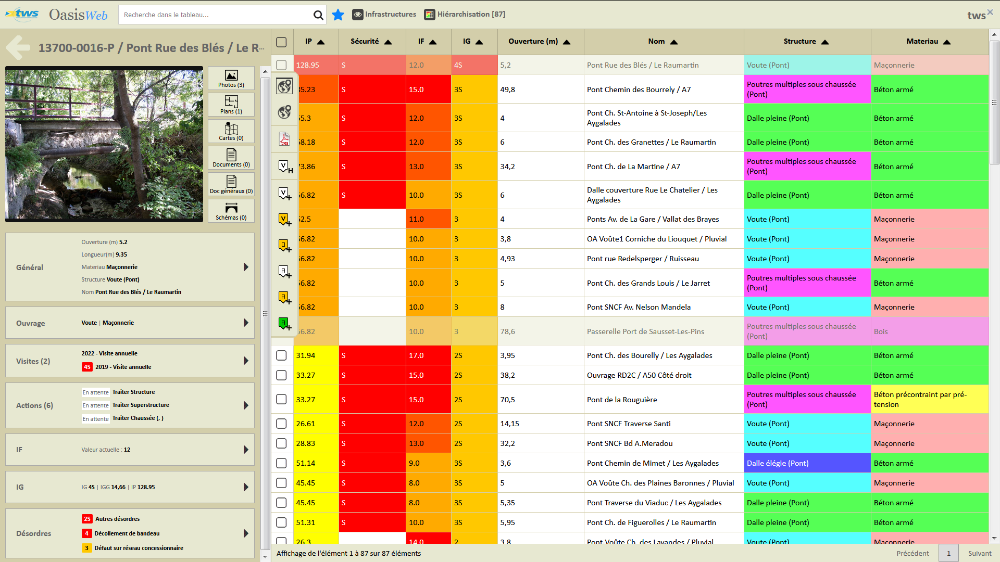 tws OasisWeb Recherche dans le tableau... Infrastructures Hiérarchisation [87] tws
13700-0016-P / Pont Rue des Blés / Le R...
Photos (3)
Plans (1)
Cartes (0)
Documents (0)
Doc généraux (0)
Schémas (0)
Général
Ouverture (m) 5.2
Longueur(m) 9.35
Materiau Maçonnerie
Structure Voute (Pont)
Nom Pont Rue des Blés / Le Raumartin
Ouvrage
Voute | Maçonnerie
Visites (2)
2022 - Visite annuelle
4S 2019 - Visite annuelle
Actions (6)
En attente Traiter Structure
En attente Traiter Superstructure
En attente Traiter Chaussée (, )
IF
Valeur actuelle : 12
IG
IG 4S | IGG 14,66 | IP 128.95
Désordres
2S Autres désordres
4 Décollement de bandeau
3 Défaut sur réseau concessionnaire
PDF
V H
V +
V +
D +
A +
A +
A +
IP Sécurité IF IG Ouverture (m) Nom Structure Materiau
128.95 S 12.0 4S 5,2 Pont Rue des Blés / Le Raumartin Voute (Pont) Maçonnerie
5.23 S 15.0 3S 49,8 Pont Chemin des Bourrely / A7 Poutres multiples sous chaussée (Pont) Béton armé
5.3 S 12.0 3S 4 Pont Ch. St-Antoine à St-Joseph/Les Aygalades Dalle pleine (Pont) Béton armé
8.18 S 12.0 3S 6 Pont Ch. des Granettes / Le Raumartin Dalle pleine (Pont) Béton armé
73.86 S 13.0 3S 34,2 Pont Ch. de La Martine / A7 Poutres multiples sous chaussée (Pont) Béton armé
6.82 S 10.0 3S 6 Dalle couverture Rue Le Chatelier / Les Aygalades Dalle pleine (Pont) Béton armé
2.5 11.0 3 4 Ponts Av. de La Gare / Vallat des Brayes Voute (Pont) Maçonnerie
6.82 10.0 3 3,8 OA Voûte1 Corniche du Liouquet / Pluvial Voute (Pont) Maçonnerie
6.82 10.0 3 4,93 Pont rue Redelsperger / Ruisseau Voute (Pont) Maçonnerie
6.82 10.0 3 5 Pont Ch. des Grands Louis / Le Jarret Poutres multiples sous chaussée (Pont) Béton armé
6.82 10.0 3 8 Pont SNCF Av. Nelson Mandela Voute (Pont) Maçonnerie
6.82 10.0 3 78,6 Passerelle Port de Sausset-Les-Pins Poutres multiples sous chaussée (Pont) Bois
31.94 S 17.0 2S 3,95 Pont Ch. des Bourelly / Les Aygalades Dalle pleine (Pont) Béton armé
33.27 S 15.0 2S 38,2 Ouvrage RD2C / A50 Côté droit Dalle pleine (Pont) Béton armé
33.27 S 15.0 2S 70,5 Pont de la Rouguière Poutres multiples sous chaussée (Pont) Béton précontraint par pré-tension
26.61 S 12.0 2S 14,15 Pont SNCF Traverse Santi Voute (Pont) Maçonnerie
28.83 S 13.0 2S 32,2 Pont SNCF Bd A.Meradou Voute (Pont) Maçonnerie
51.14 S 9.0 3S 3,6 Pont Chemin de Mimet / Les Aygalades Dalle élégie (Pont) Béton armé
45.45 S 8.0 3S 5 OA Voûte Ch. des Plaines Baronnes / Pluvial Voute (Pont) Maçonnerie
45.45 S 8.0 3S 5,35 Pont Traverse du Viaduc / Les Aygalades Dalle pleine (Pont) Béton armé
51.31 S 10.0 3S 5,95 Pont Ch. de Figuerolles / Le Raumartin Dalle pleine (Pont) Béton armé
26.3 14.0 2 3,8 Pont-Voûte Ch. des Lavandes / Pluvial Voute (Pont) Maçonnerie
Affichage de l'élément 1 à 87 sur 87 éléments
Précédent 1 Suivant